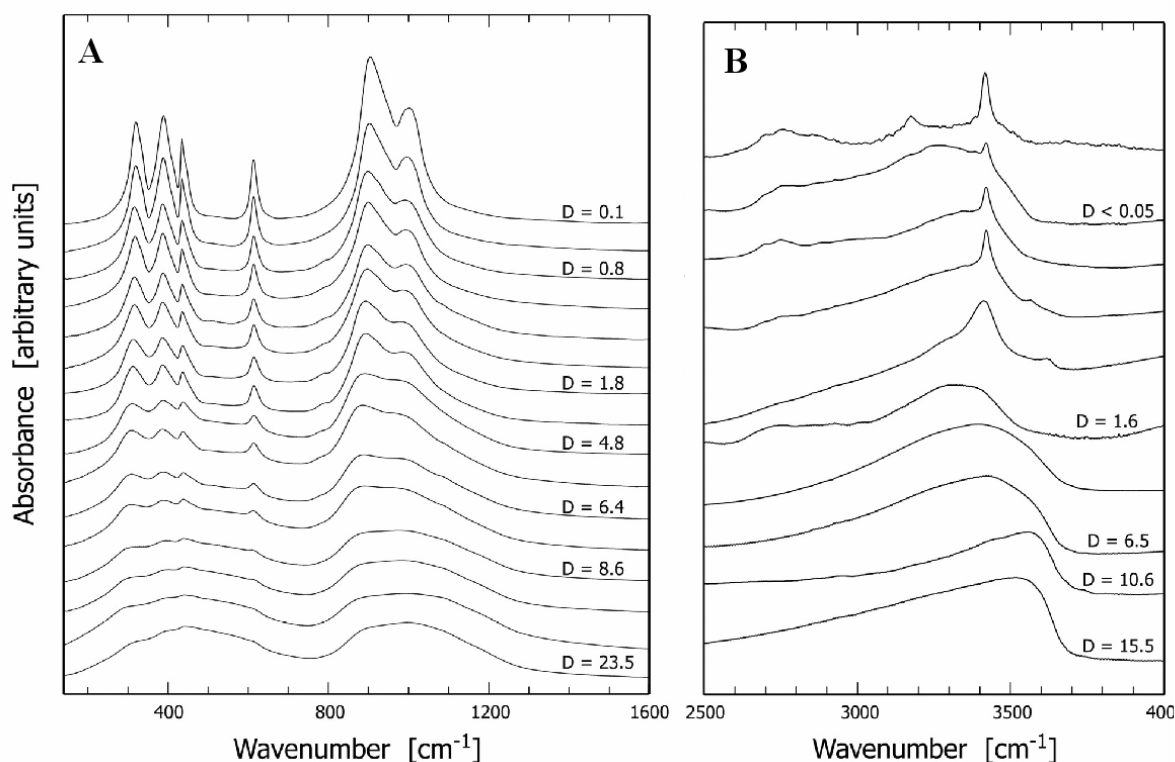 A
Absorbance [arbitrary units]
D = 0.1
D = 0.8
D = 1.8
D = 4.8
D = 6.4
D = 8.6
D = 23.5
400
800
1200
1600
Wavenumber [cm-1]
B
D < 0.05
D = 1.6
D = 6.5
D = 10.6
D = 15.5
2500
3000
3500
400
Wavenumber [cm-1]